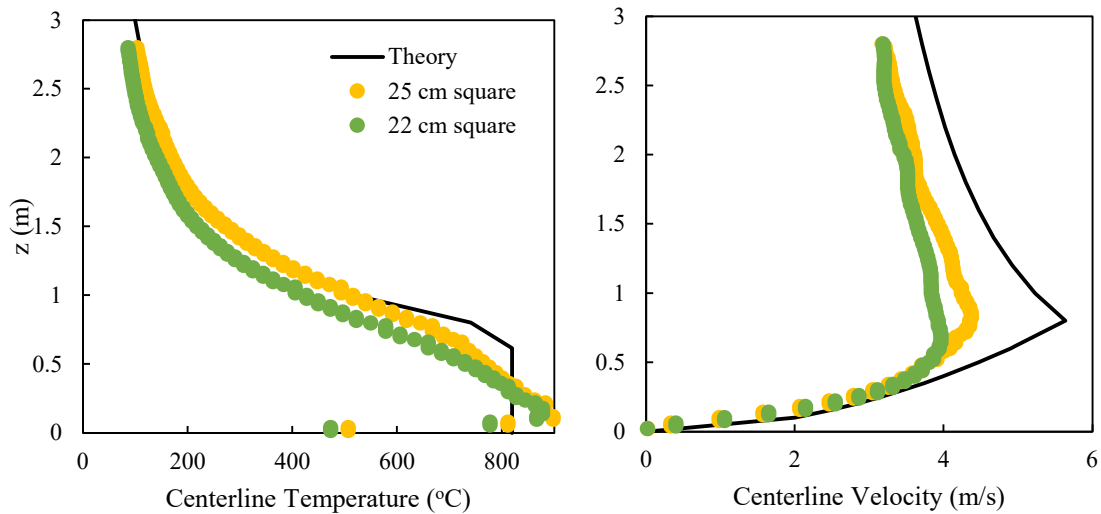 3
2.5
2
1.5
1
0.5
0
z (m)
0 200 400 600 800
Centerline Temperature (ºC)
Theory
25 cm square
22 cm square
3
2.5
2
1.5
1
0.5
0
0 2 4 6
Centerline Velocity (m/s)